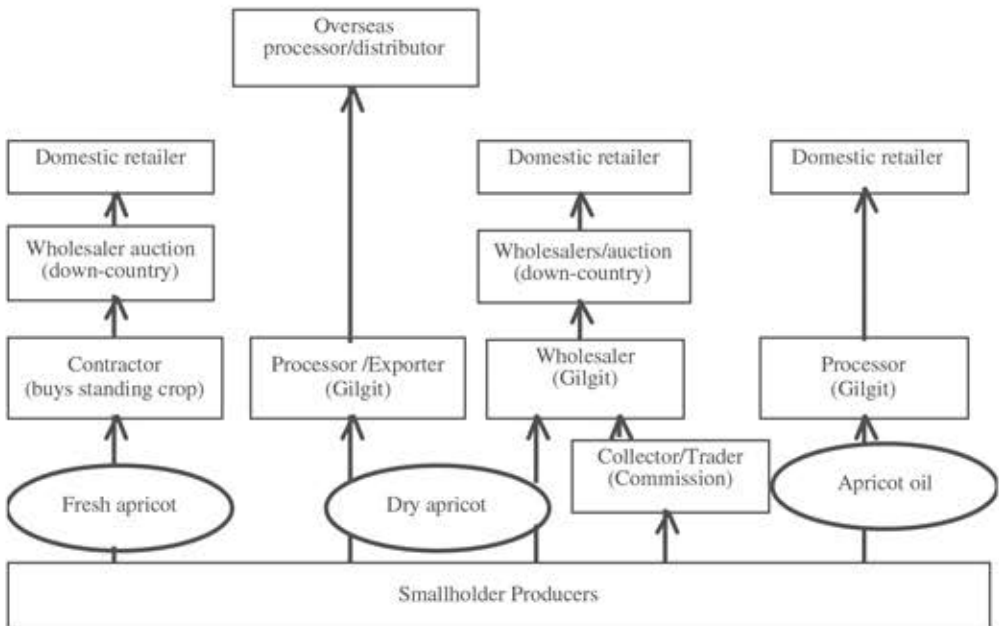 Overseas
processor/distributor
Domestic retailer
Domestic retailer
Domestic retailer
Wholesaler auction
(down-country)
Wholesalers/auction
(down-country)
Contractor
(buys standing crop)
Processor /Exporter
(Gilgit)
Wholesaler
(Gilgit)
Processor
(Gilgit)
Collector/Trader
(Commission)
Fresh apricot
Dry apricot
Apricot oil
Smallholder Producers